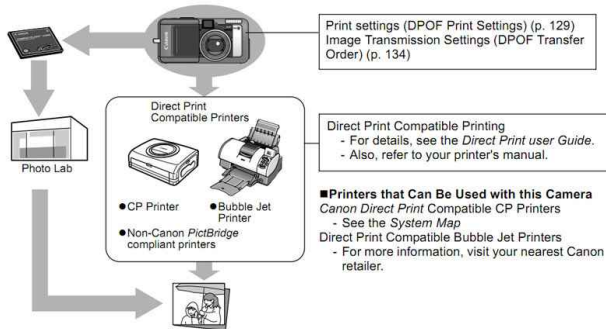 Print settings (DPOF Print Settings) (p. 129)
Image Transmission Settings (DPOF Transfer
Order) (p. 134)
Direct Print
Compatible Printers
Photo Lab
●CP Printer
●Bubble Jet
Printer
●Non-Canon PictBridge
compliant printers
Direct Print Compatible Printing
- For details, see the Direct Print user Guide.
- Also, refer to your printer's manual.
■Printers that Can Be Used with this Camera
Canon Direct Print Compatible CP Printers
- See the System Map
Direct Print Compatible Bubble Jet Printers
- For more information, visit your nearest Canon
retailer.